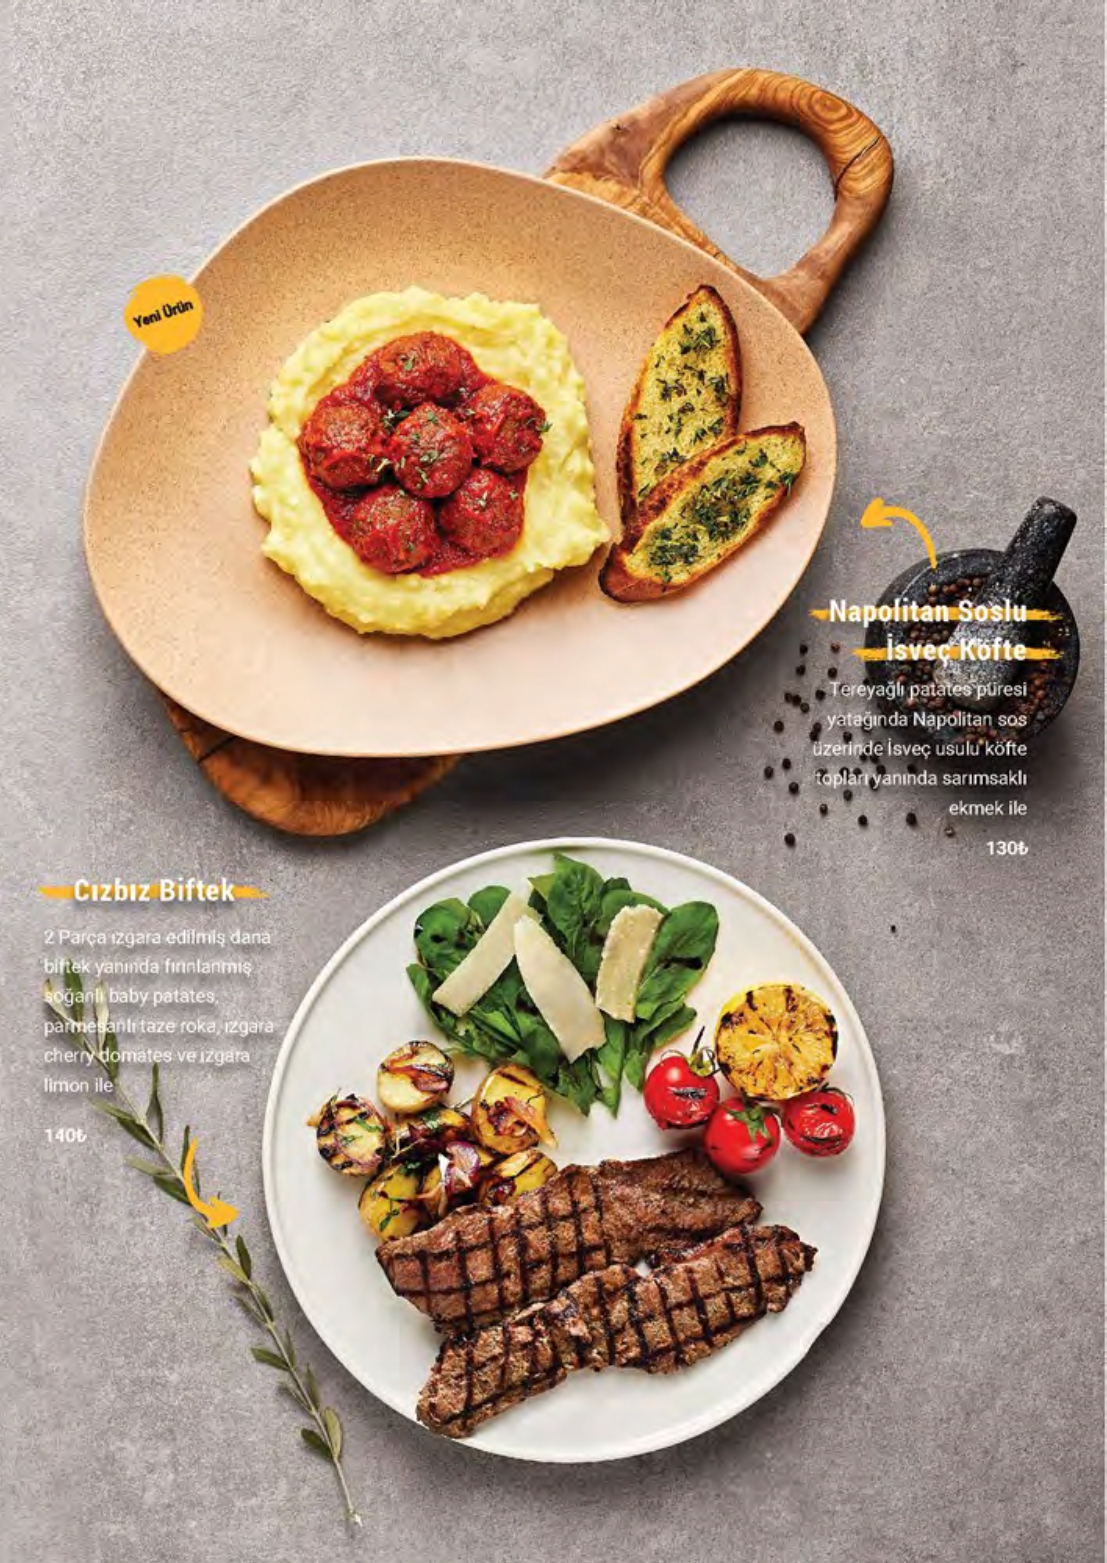 Yeni Ürün
Napolitan Soslu
İsveç Köfte
Tereyağlı patates püresi
yatağında Napolitan sos
üzerinde İsveç usulü köfte
topları yanında sarımsaklı
ekmek ile
130₺
Cızbız Biftek
2 Parça ızgara edilmiş dana
biftek yanında fırınlanmış
soğanlı baby patates,
parmesanlı taze roka, ızgara
cherry domates ve ızgara
limon ile
140₺